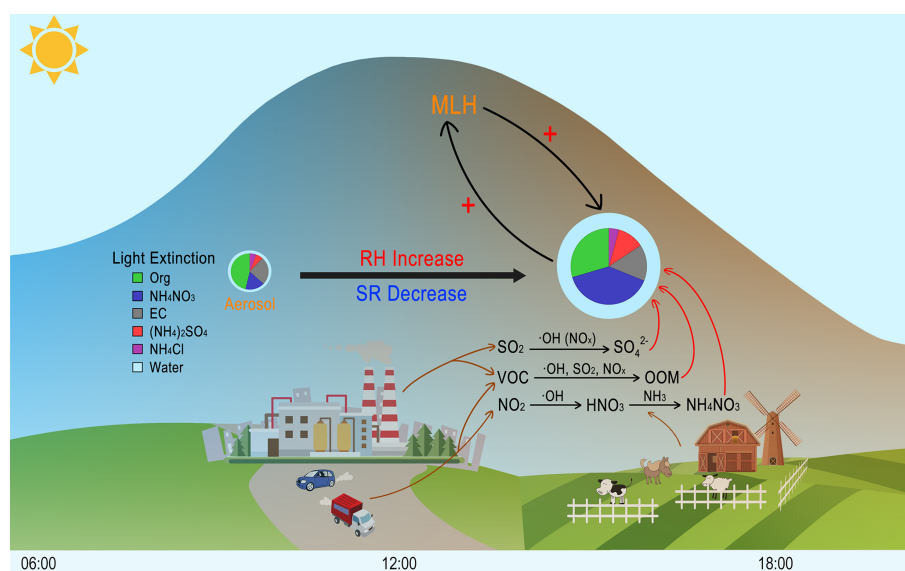 MLH
+
+
Light Extinction
Org
NH₄NO₃
EC
(NH₄)₂SO₄
NH₄Cl
Water
Aerosol
RH Increase
SR Decrease
SO₂ ·OH (NOₓ) SO₄²⁻
VOC ·OH, SO₂, NOₓ OOM
NO₂ ·OH HNO₃ NH₃ NH₄NO₃
06:00 12:00 18:00